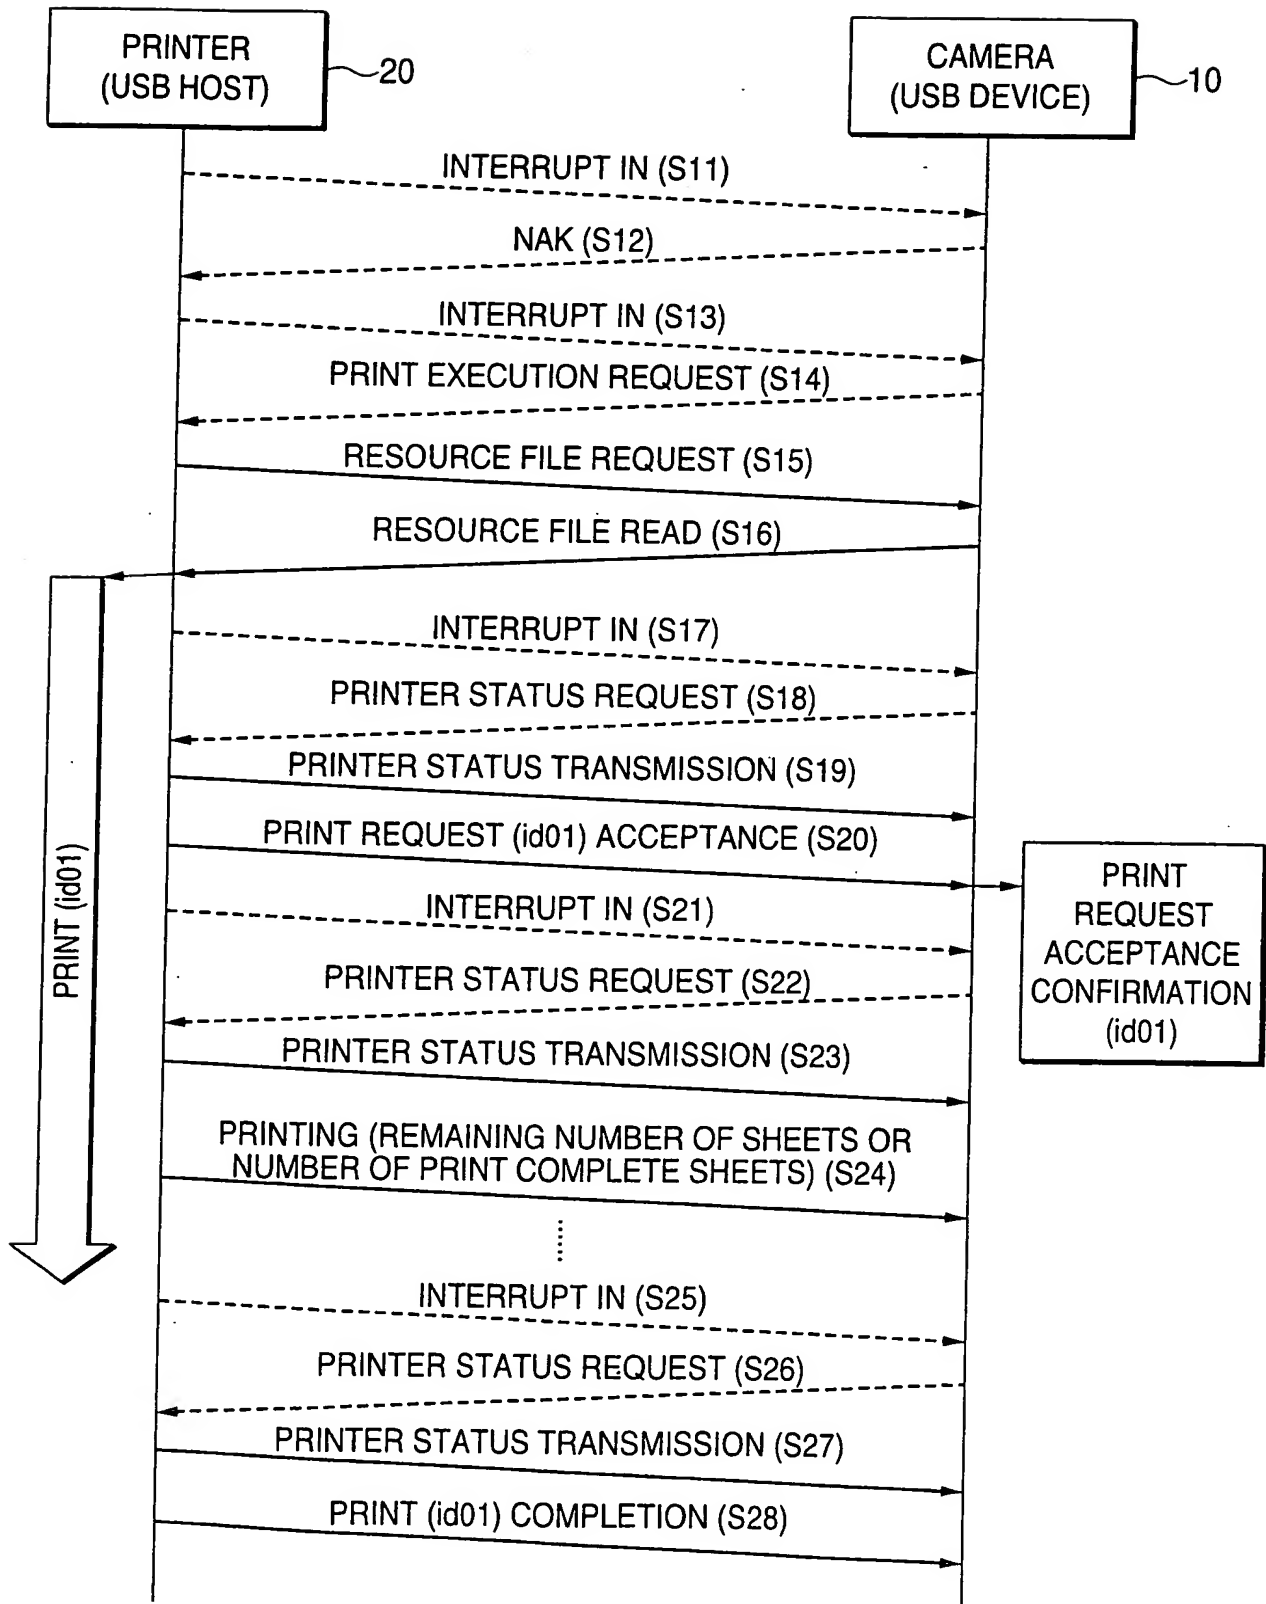 PRINTER
(USB HOST)
20
CAMERA
(USB DEVICE)
10
INTERRUPT IN (S11)
NAK (S12)
INTERRUPT IN (S13)
PRINT EXECUTION REQUEST (S14)
RESOURCE FILE REQUEST (S15)
RESOURCE FILE READ (S16)
INTERRUPT IN (S17)
PRINTER STATUS REQUEST (S18)
PRINTER STATUS TRANSMISSION (S19)
PRINT REQUEST (id01) ACCEPTANCE (S20)
PRINT (id01)
PRINT
REQUEST
ACCEPTANCE
CONFIRMATION
(id01)
INTERRUPT IN (S21)
PRINTER STATUS REQUEST (S22)
PRINTER STATUS TRANSMISSION (S23)
PRINTING (REMAINING NUMBER OF SHEETS OR
NUMBER OF PRINT COMPLETE SHEETS) (S24)
INTERRUPT IN (S25)
PRINTER STATUS REQUEST (S26)
PRINTER STATUS TRANSMISSION (S27)
PRINT (id01) COMPLETION (S28)